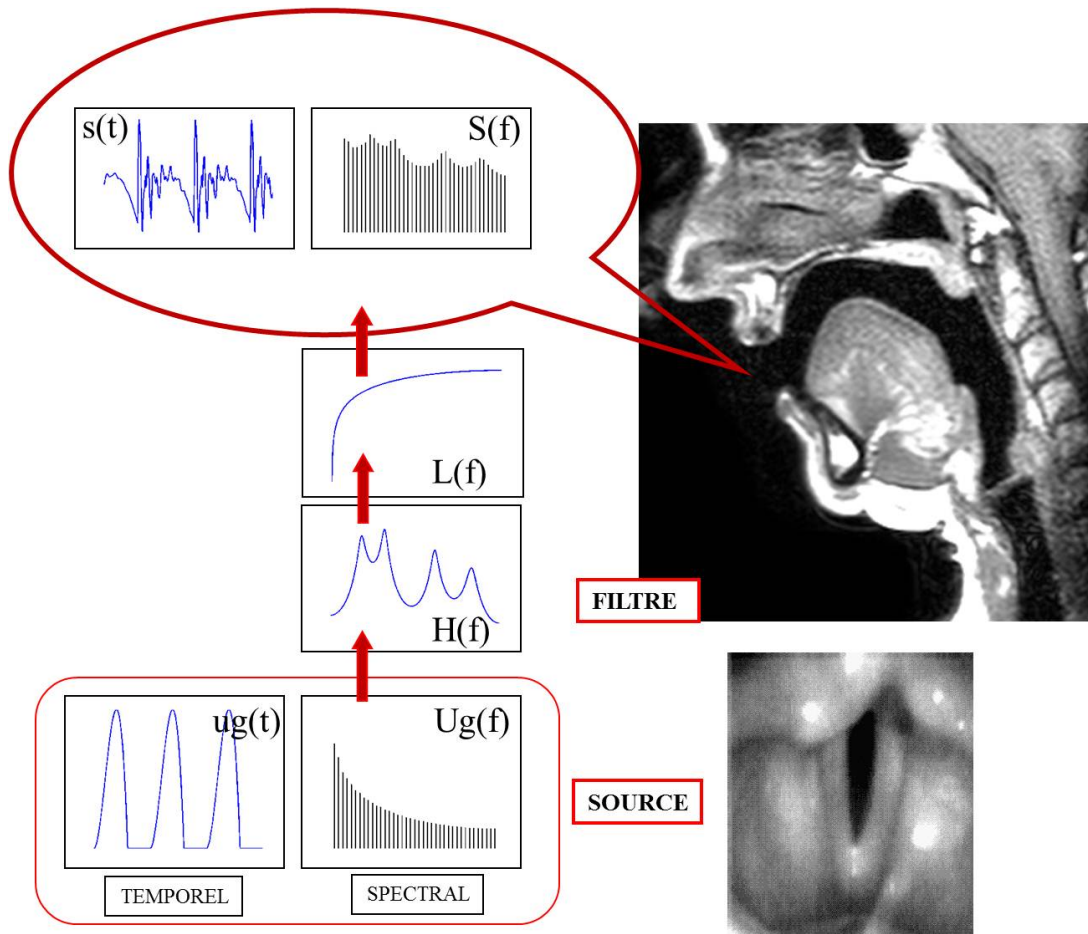 s(t)
S(f)
L(f)
H(f)
FILTRE
ug(t)
Ug(f)
SOURCE
TEMPOREL
SPECTRAL